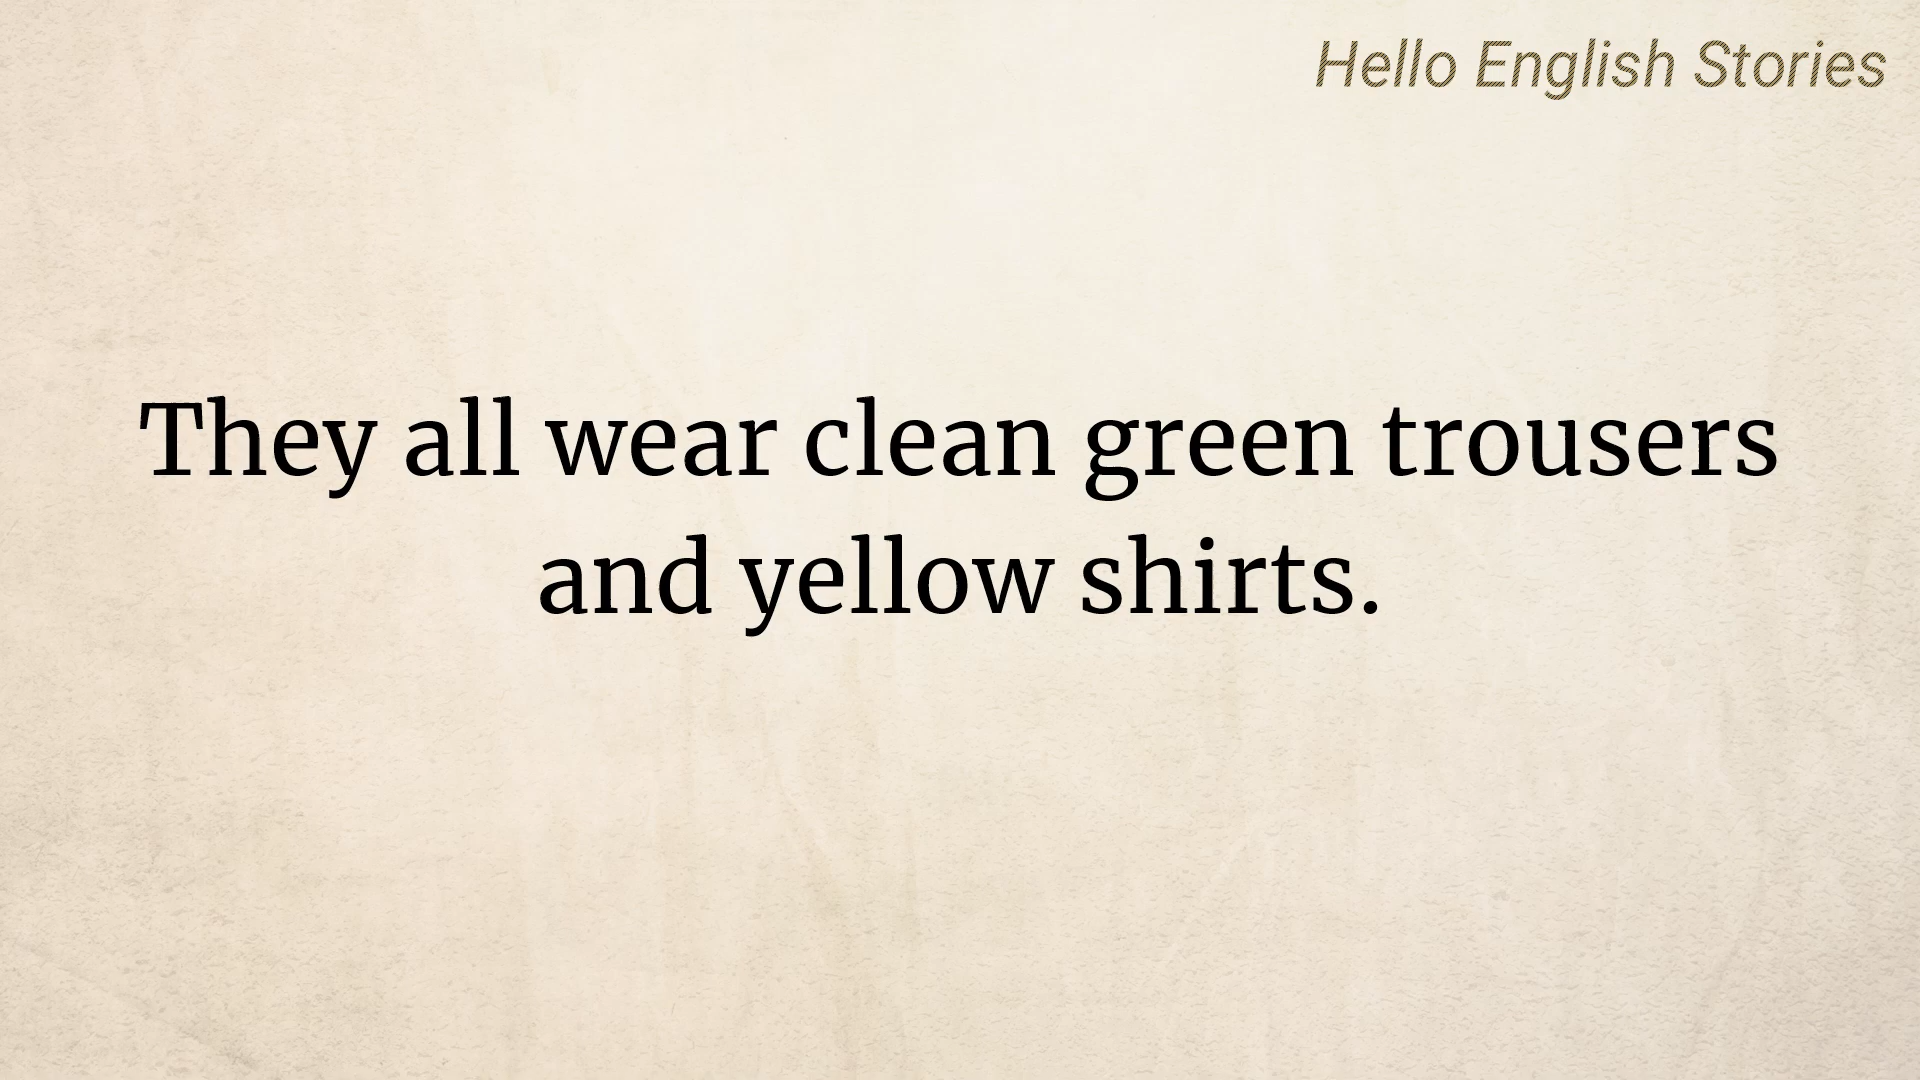 Hello English Stories
They all wear clean green trousers
and yellow shirts.